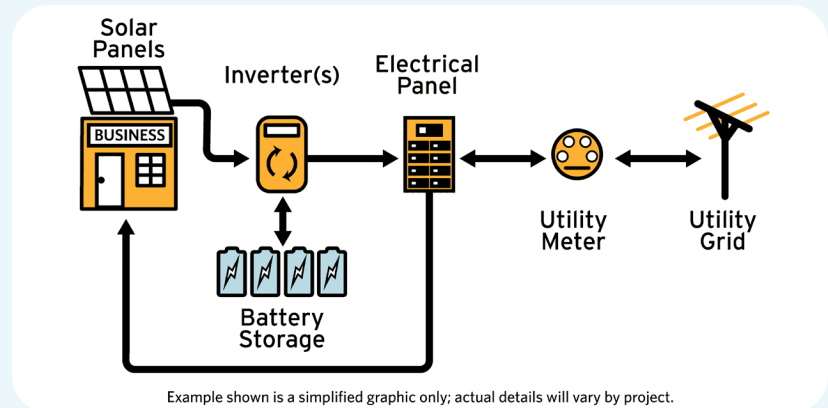 Solar
Panels
Inverter(s)
Electrical
Panel
BUSINESS
Utility
Meter
Utility
Grid
Battery
Storage
Example shown is a simplified graphic only; actual details will vary by project.